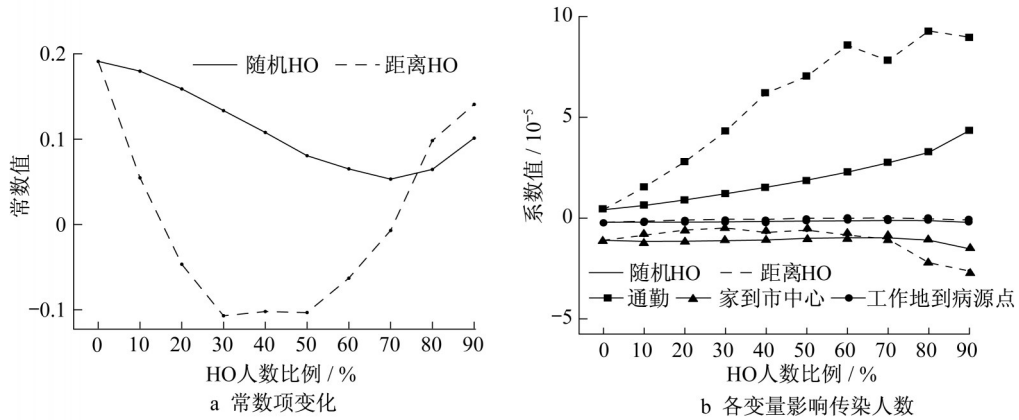 0.2
0.1
0
−0.1
常数值
随机HO
距离HO
0 10 20 30 40 50 60 70 80 90
HO人数比例 / %
a 常数项变化
10
5
0
−5
系数值 / 10⁻⁵
随机HO
距离HO
通勤
家到市中心
工作地到病源点
0 10 20 30 40 50 60 70 80 90
HO人数比例 / %
b 各变量影响传染人数